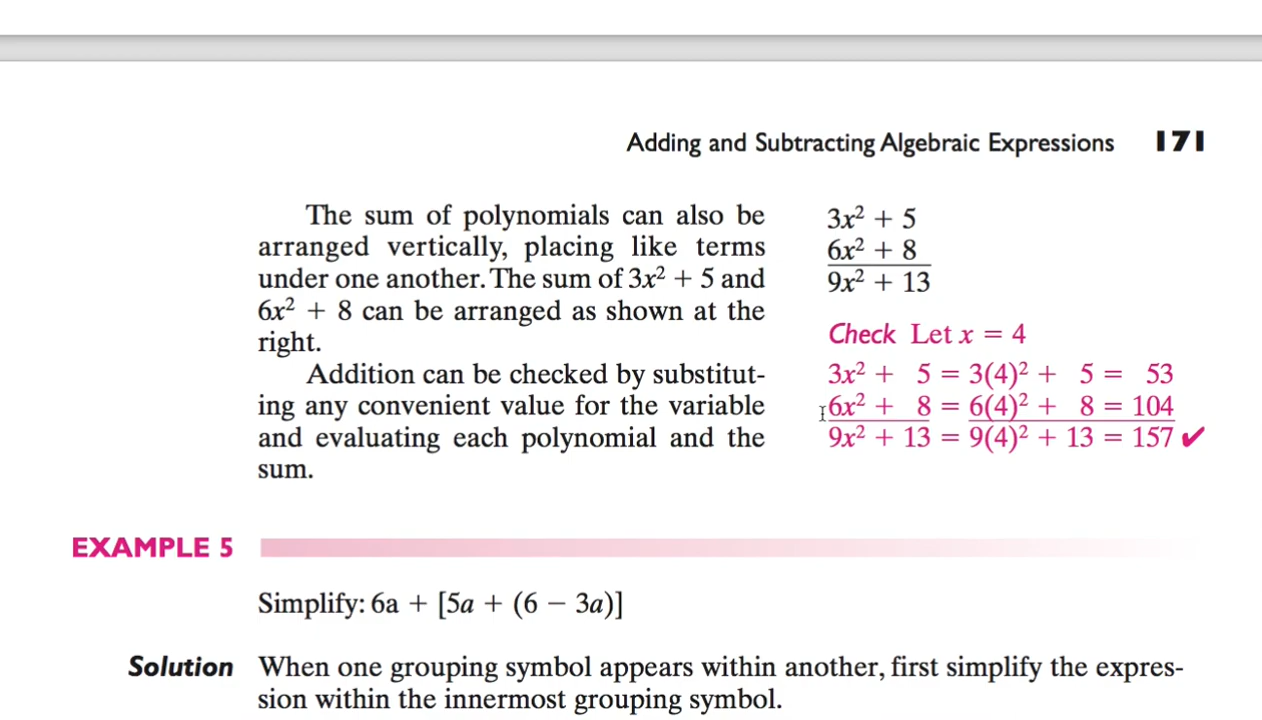 Adding and Subtracting Algebraic Expressions 171
The sum of polynomials can also be
arranged vertically, placing like terms
under one another. The sum of 3x² + 5 and
6x² + 8 can be arranged as shown at the
right.
Addition can be checked by substitut-
ing any convenient value for the variable
and evaluating each polynomial and the
sum.
3x² + 5
6x² + 8
9x² + 13
Check Let x = 4
3x² + 5 = 3(4)² + 5 = 53
6x² + 8 = 6(4)² + 8 = 104
9x² + 13 = 9(4)² + 13 = 157 ✔
EXAMPLE 5
Simplify: 6a + [5a + (6 − 3a)]
Solution When one grouping symbol appears within another, first simplify the expres-
sion within the innermost grouping symbol.